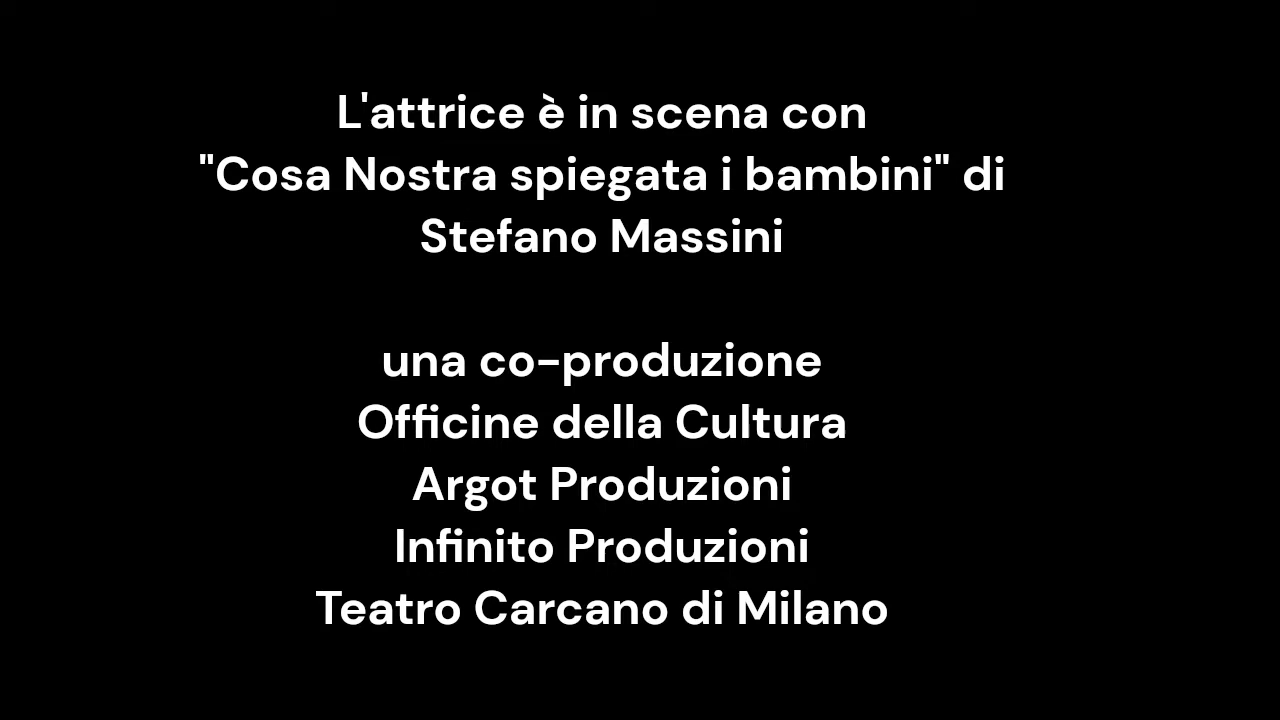 L'attrice è in scena con
"Cosa Nostra spiegata i bambini" di
Stefano Massini
una co-produzione
Officine della Cultura
Argot Produzioni
Infinito Produzioni
Teatro Carcano di Milano